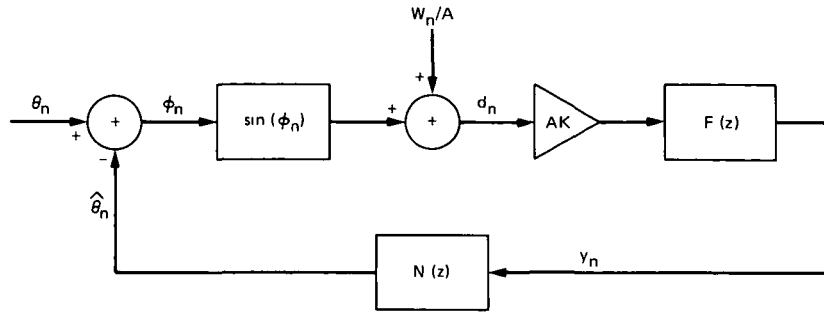 W_n/A
+
θ_n
+
+
−
ϕ_n
sin (ϕ_n)
+
+
d_n
AK
F (z)
θ̂_n
N (z)
y_n